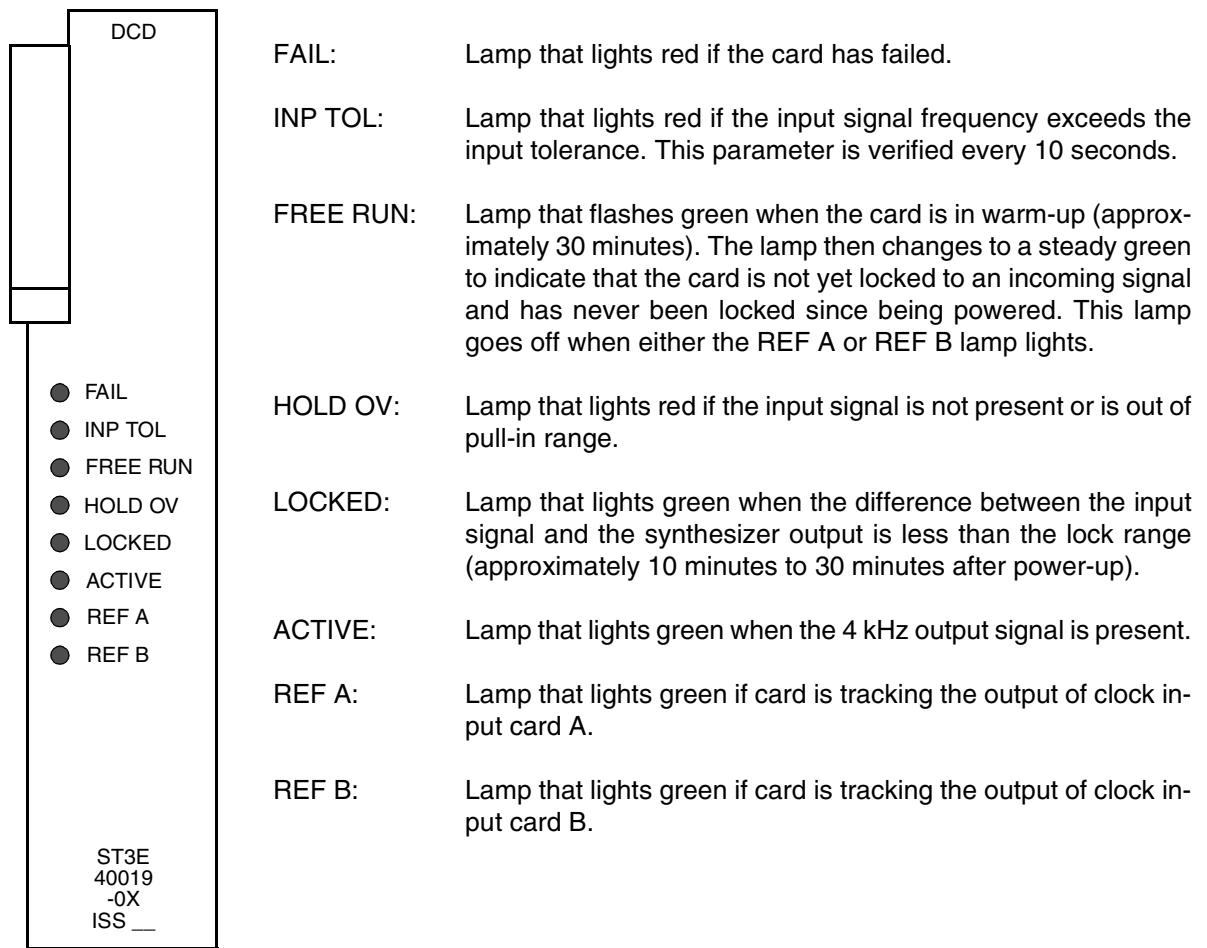 DCD
FAIL
INP TOL
FREE RUN
HOLD OV
LOCKED
ACTIVE
REF A
REF B
ST3E
40019
-0X
ISS __
FAIL: Lamp that lights red if the card has failed.
INP TOL: Lamp that lights red if the input signal frequency exceeds the
input tolerance. This parameter is verified every 10 seconds.
FREE RUN: Lamp that flashes green when the card is in warm-up (approx-
imately 30 minutes). The lamp then changes to a steady green
to indicate that the card is not yet locked to an incoming signal
and has never been locked since being powered. This lamp
goes off when either the REF A or REF B lamp lights.
HOLD OV: Lamp that lights red if the input signal is not present or is out of
pull-in range.
LOCKED: Lamp that lights green when the difference between the input
signal and the synthesizer output is less than the lock range
(approximately 10 minutes to 30 minutes after power-up).
ACTIVE: Lamp that lights green when the 4 kHz output signal is present.
REF A: Lamp that lights green if card is tracking the output of clock in-
put card A.
REF B: Lamp that lights green if card is tracking the output of clock in-
put card B.